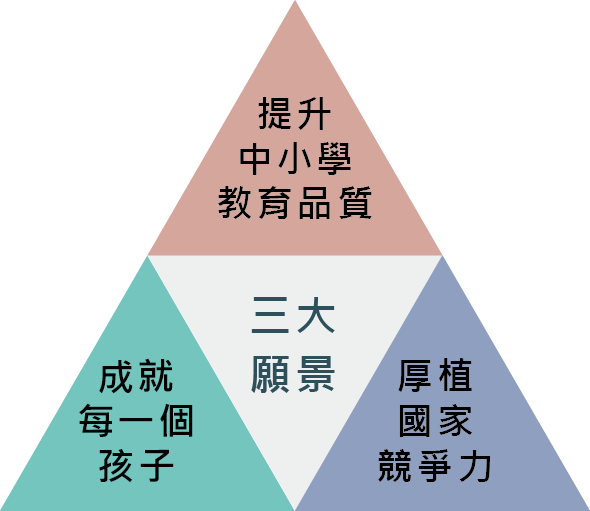 提升
中小學
教育品質
三大
願景
成就
每一個
孩子
厚植
國家
競爭力